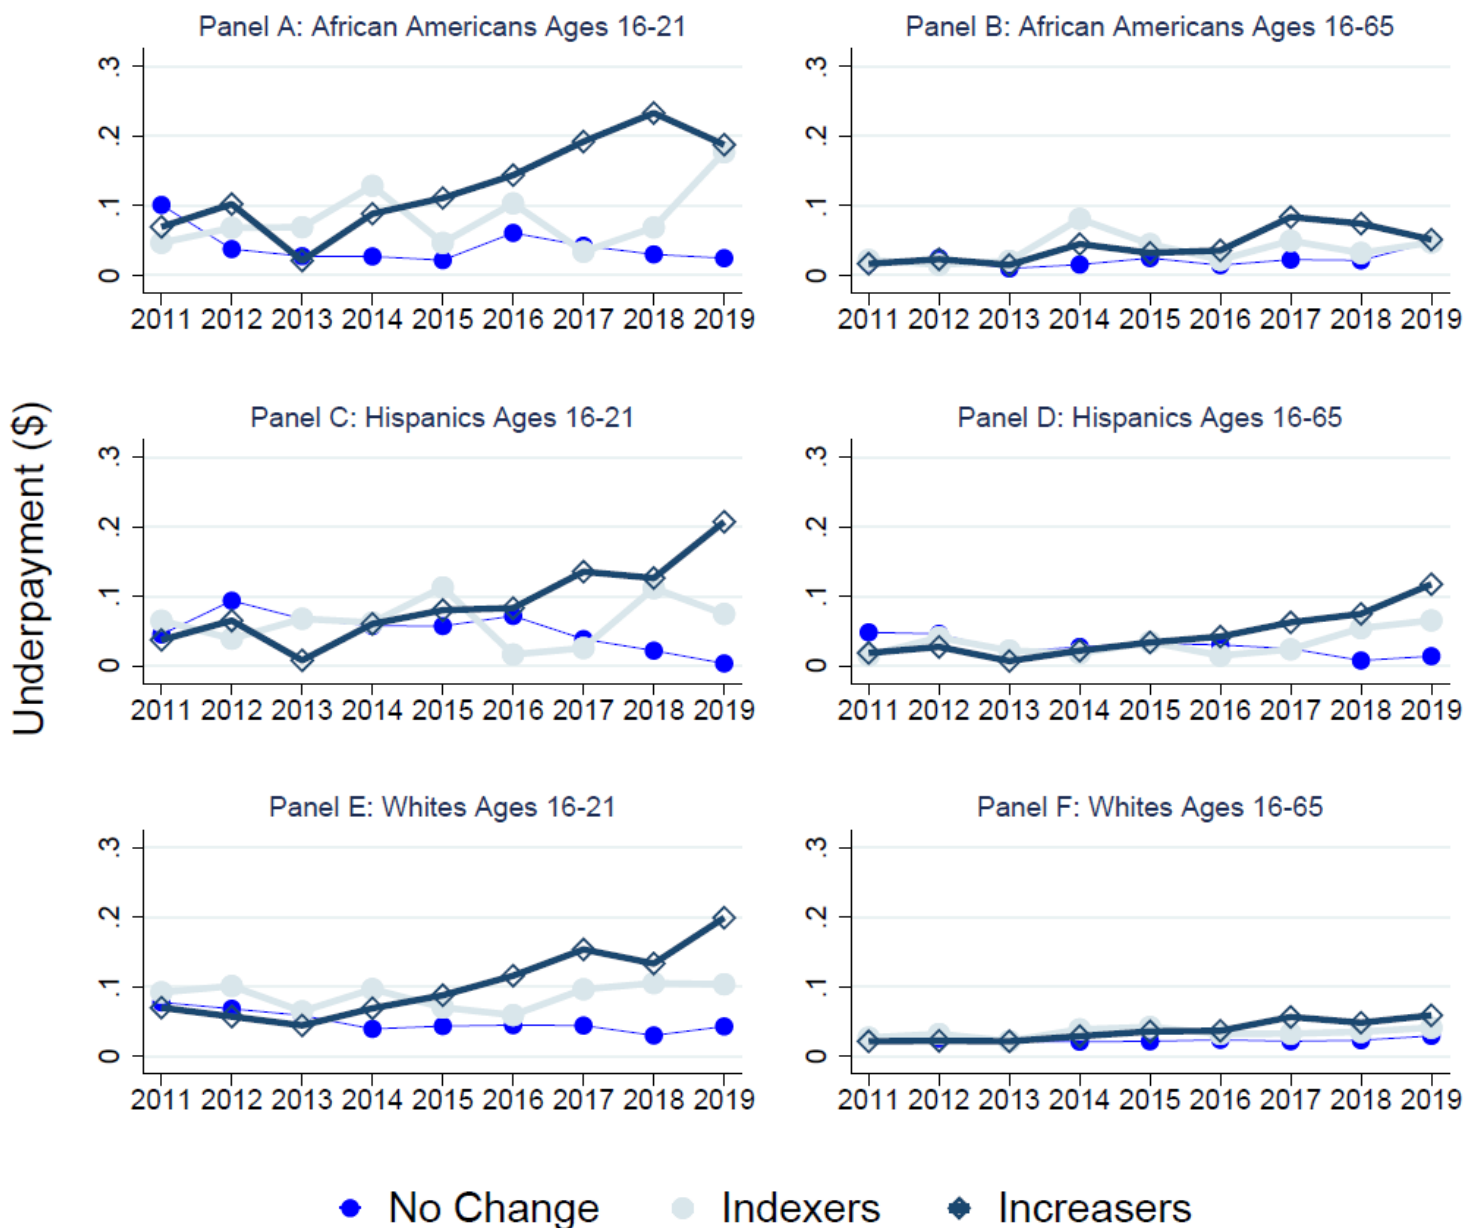 Panel A: African Americans Ages 16-21
.3
.2
.1
0
2011 2012 2013 2014 2015 2016 2017 2018 2019
Panel B: African Americans Ages 16-65
.3
.2
.1
0
2011 2012 2013 2014 2015 2016 2017 2018 2019
Underpayment ($)
Panel C: Hispanics Ages 16-21
.3
.2
.1
0
2011 2012 2013 2014 2015 2016 2017 2018 2019
Panel D: Hispanics Ages 16-65
.3
.2
.1
0
2011 2012 2013 2014 2015 2016 2017 2018 2019
Panel E: Whites Ages 16-21
.3
.2
.1
0
2011 2012 2013 2014 2015 2016 2017 2018 2019
Panel F: Whites Ages 16-65
.3
.2
.1
0
2011 2012 2013 2014 2015 2016 2017 2018 2019
No Change Indexers Increasers